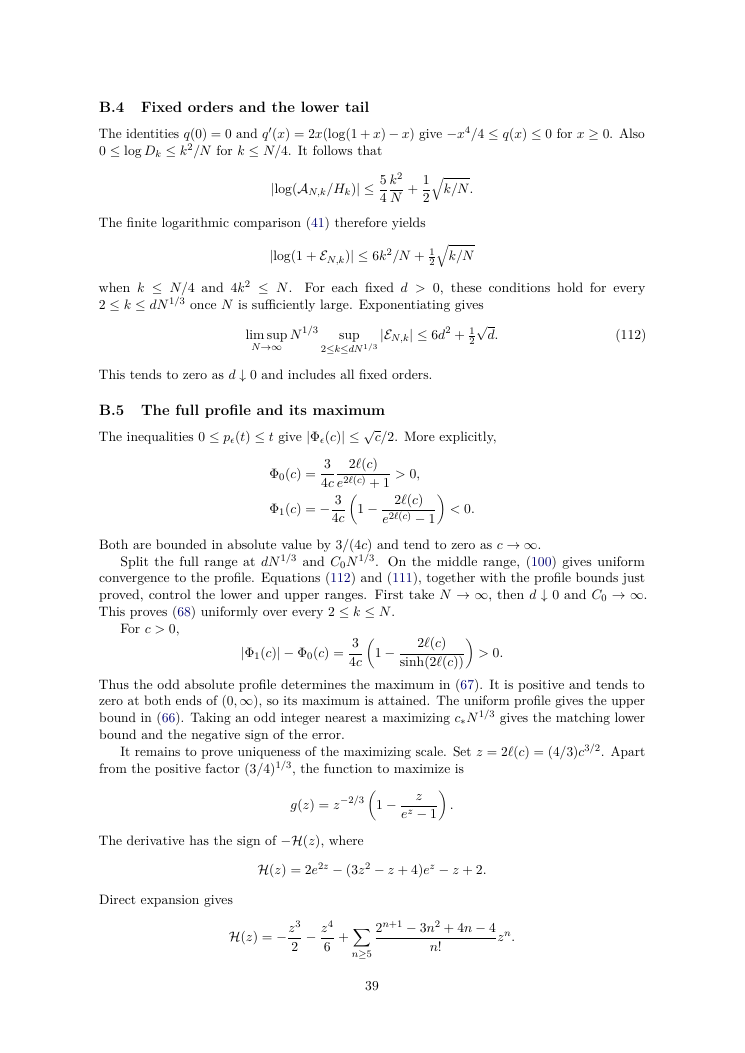 B.4 Fixed orders and the lower tail
The identities q(0) = 0 and q′(x) = 2x(log(1 + x) − x) give −x⁴/4 ≤ q(x) ≤ 0 for x ≥ 0. Also
0 ≤ log D_k ≤ k²/N for k ≤ N/4. It follows that
|log(𝒜_{N,k}/H_k)| ≤ \frac{5}{4} \frac{k²}{N} + \frac{1}{2} \sqrt{k/N}.
The finite logarithmic comparison (41) therefore yields
|log(1 + ℰ_{N,k})| ≤ 6k²/N + \frac{1}{2}\sqrt{k/N}
when k ≤ N/4 and 4k² ≤ N. For each fixed d > 0, these conditions hold for every
2 ≤ k ≤ dN^{1/3} once N is sufficiently large. Exponentiating gives
lim sup_{N→∞} N^{1/3} sup_{2≤k≤dN^{1/3}} |ℰ_{N,k}| ≤ 6d² + \frac{1}{2}√d. (112)
This tends to zero as d ↓ 0 and includes all fixed orders.
B.5 The full profile and its maximum
The inequalities 0 ≤ p_ϵ(t) ≤ t give |Φ_ϵ(c)| ≤ √c/2. More explicitly,
Φ₀(c) = \frac{3}{4c} \frac{2ℓ(c)}{e^{2ℓ(c)} + 1} > 0,
Φ₁(c) = −\frac{3}{4c} (1 − \frac{2ℓ(c)}{e^{2ℓ(c)} − 1}) < 0.
Both are bounded in absolute value by 3/(4c) and tend to zero as c → ∞.
Split the full range at dN^{1/3} and C₀N^{1/3}. On the middle range, (100) gives uniform
convergence to the profile. Equations (112) and (111), together with the profile bounds just
proved, control the lower and upper ranges. First take N → ∞, then d ↓ 0 and C₀ → ∞.
This proves (68) uniformly over every 2 ≤ k ≤ N.
For c > 0,
|Φ₁(c)| − Φ₀(c) = \frac{3}{4c} (1 − \frac{2ℓ(c)}{sinh(2ℓ(c))}) > 0.
Thus the odd absolute profile determines the maximum in (67). It is positive and tends to
zero at both ends of (0, ∞), so its maximum is attained. The uniform profile gives the upper
bound in (66). Taking an odd integer nearest a maximizing c_*N^{1/3} gives the matching lower
bound and the negative sign of the error.
It remains to prove uniqueness of the maximizing scale. Set z = 2ℓ(c) = (4/3)c^{3/2}. Apart
from the positive factor (3/4)^{1/3}, the function to maximize is
g(z) = z^{−2/3} (1 − \frac{z}{e^z − 1}).
The derivative has the sign of −ℋ(z), where
ℋ(z) = 2e^{2z} − (3z² − z + 4)e^z − z + 2.
Direct expansion gives
ℋ(z) = −\frac{z³}{2} − \frac{z⁴}{6} + ∑_{n≥5} \frac{2^{n+1} − 3n² + 4n − 4}{n!} z^n.
39